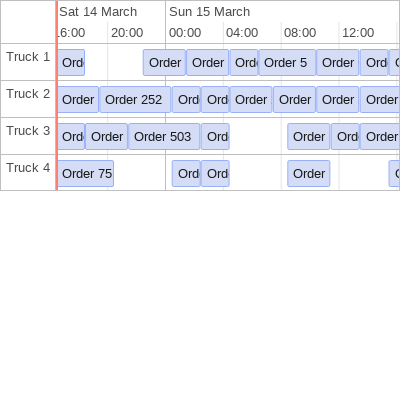 Sat 14 March Sun 15 March
6:00 20:00 00:00 04:00 08:00 12:00
Truck 1 Ord Order Order Ord Order 5 Order Ord
Truck 2 Order Order 252 Ord Ord Order Order Order Order
Truck 3 Ord Order Order 503 Ord Order Ord Order
Truck 4 Order 75 Ord Ord Order